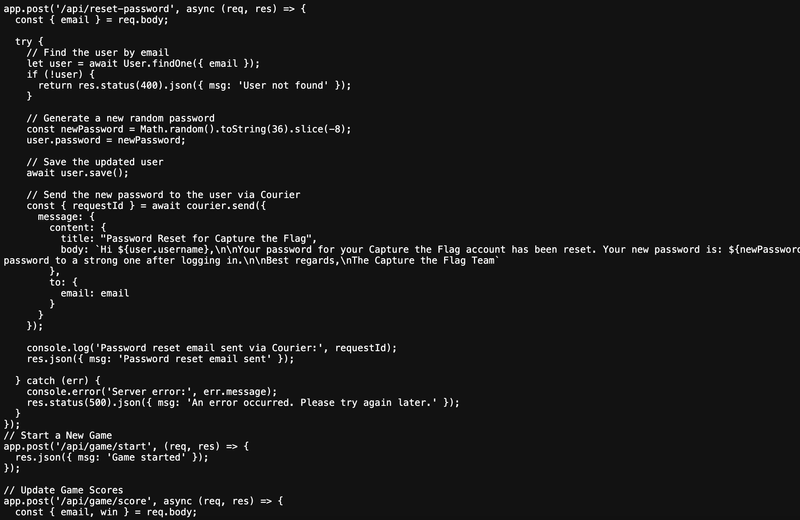 app.post('/api/reset-password', async (req, res) => {
  const { email } = req.body;

  try {
    // Find the user by email
    let user = await User.findOne({ email });
    if (!user) {
      return res.status(400).json({ msg: 'User not found' });
    }

    // Generate a new random password
    const newPassword = Math.random().toString(36).slice(-8);
    user.password = newPassword;

    // Save the updated user
    await user.save();

    // Send the new password to the user via Courier
    const { requestId } = await courier.send({
      message: {
        content: {
          title: "Password Reset for Capture the Flag",
          body: `Hi ${user.username},\n\nYour password for your Capture the Flag account has been reset. Your new password is: ${newPasswor
password to a strong one after logging in.\n\nBest regards,\nThe Capture the Flag Team`
        },
        to: {
          email: email
        }
      }
    });

    console.log('Password reset email sent via Courier:', requestId);
    res.json({ msg: 'Password reset email sent' });

  } catch (err) {
    console.error('Server error:', err.message);
    res.status(500).json({ msg: 'An error occurred. Please try again later.' });
  }
});
// Start a New Game
app.post('/api/game/start', (req, res) => {
  res.json({ msg: 'Game started' });
});

// Update Game Scores
app.post('/api/game/score', async (req, res) => {
  const { email, win } = req.body;